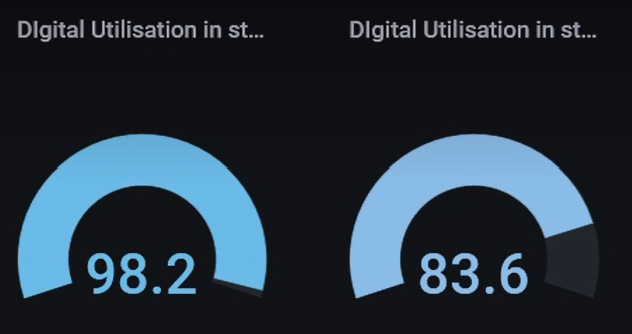 DIgital Utilisation in st...
DIgital Utilisation in st...
98.2
83.6